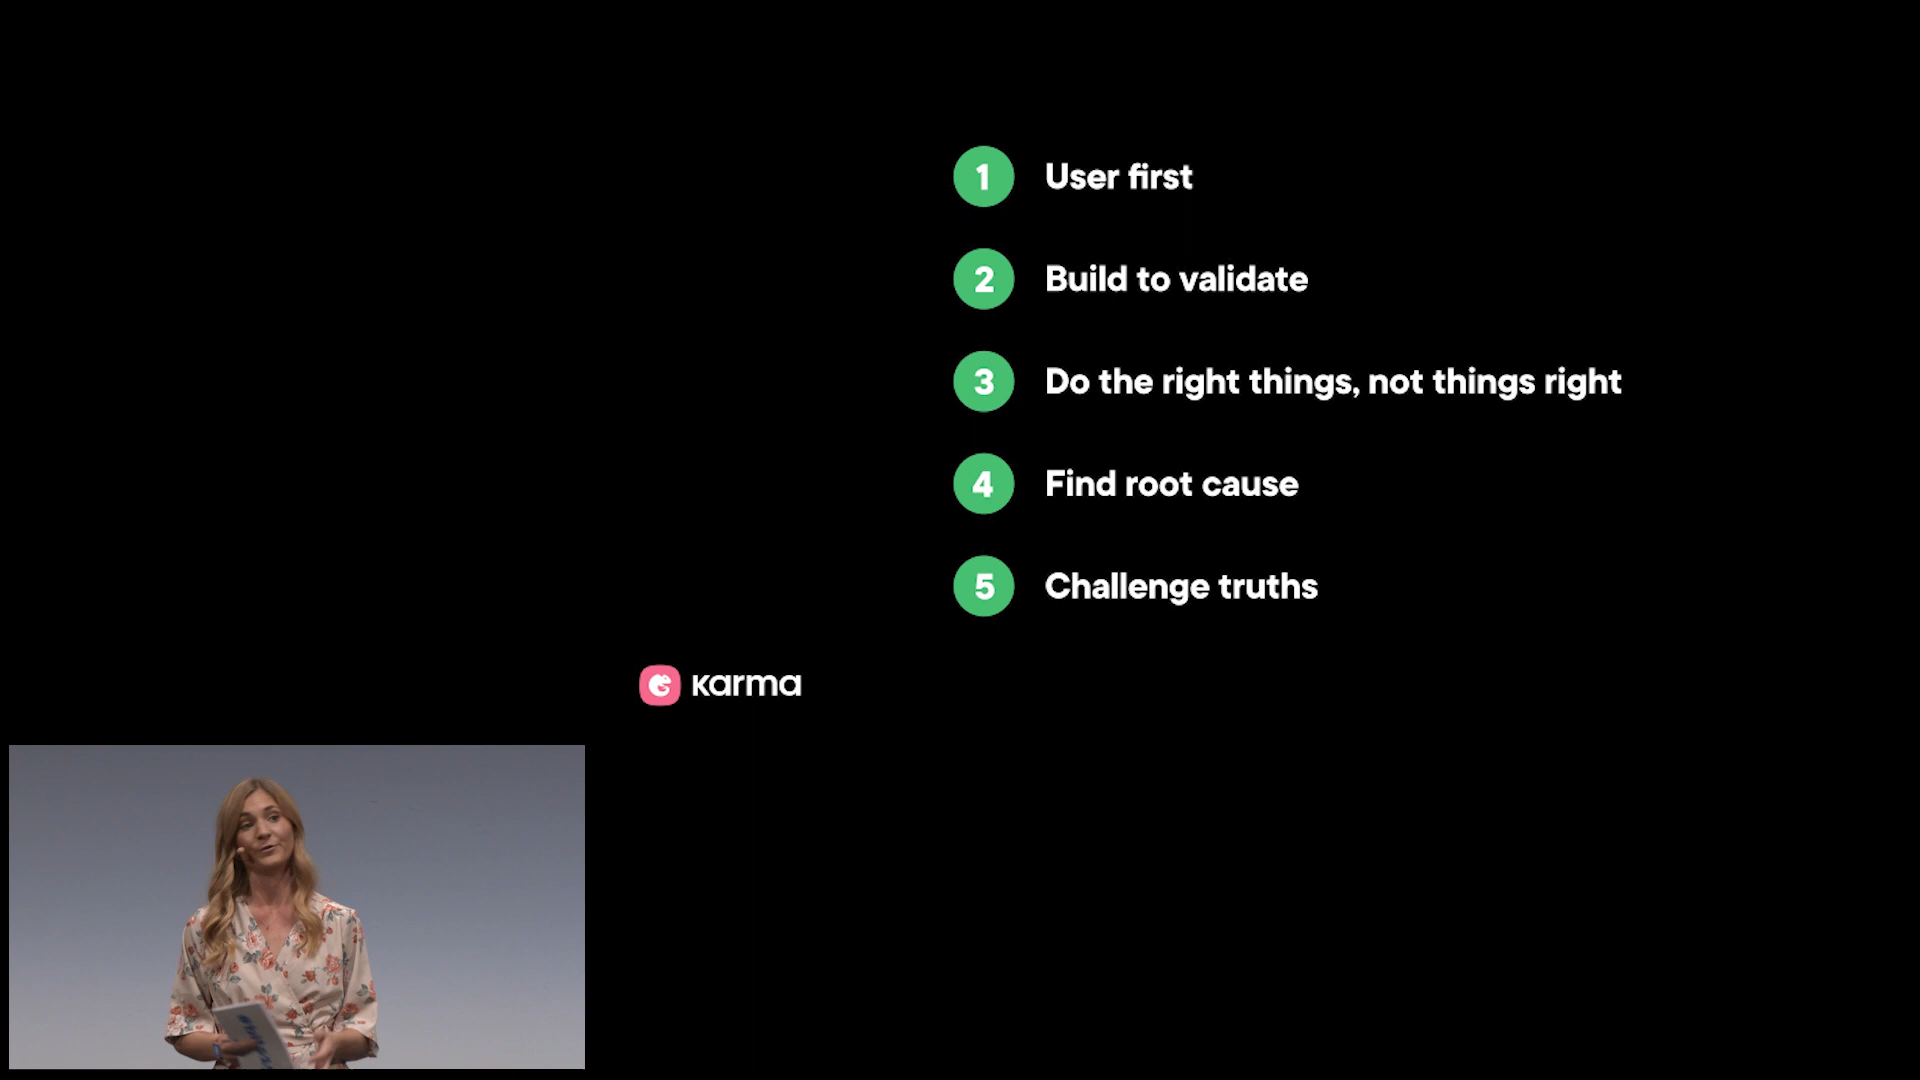 1 User first
2 Build to validate
3 Do the right things, not things right
4 Find root cause
5 Challenge truths
Karma